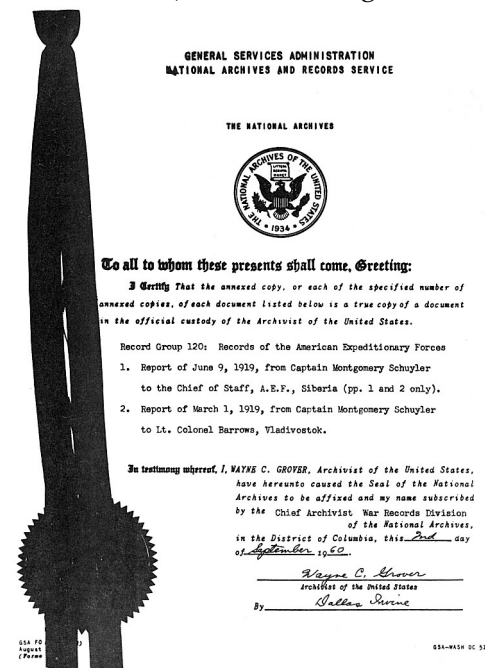 GENERAL SERVICES ADMINISTRATION
NATIONAL ARCHIVES AND RECORDS SERVICE
THE NATIONAL ARCHIVES
THE NATIONAL ARCHIVES OF THE UNITED STATES
LITTERA SCRIPTA MANET
• 1934 •
To all to whom these presents shall come, Greeting:
I Certify That the annexed copy, or each of the specified number of
annexed copies, of each document listed below is a true copy of a document
in the official custody of the Archivist of the United States.
Record Group 120: Records of the American Expeditionary Forces
1. Report of June 9, 1919, from Captain Montgomery Schuyler
to the Chief of Staff, A.E.F., Siberia (pp. 1 and 2 only).
2. Report of March 1, 1919, from Captain Montgomery Schuyler
to Lt. Colonel Barrows, Vladivostok.
In testimony whereof, I, WAYNE C. GROVER, Archivist of the United States,
have hereunto caused the Seal of the National
Archives to be affixed and my name subscribed
by the Chief Archivist War Records Division
of the National Archives,
in the District of Columbia, this 2nd day
of September 1960.
Wayne C. Grover
Archivist of the United States
By Dallas Irvine
GSA FO
August
(Forme
GSA-WASH DC 51